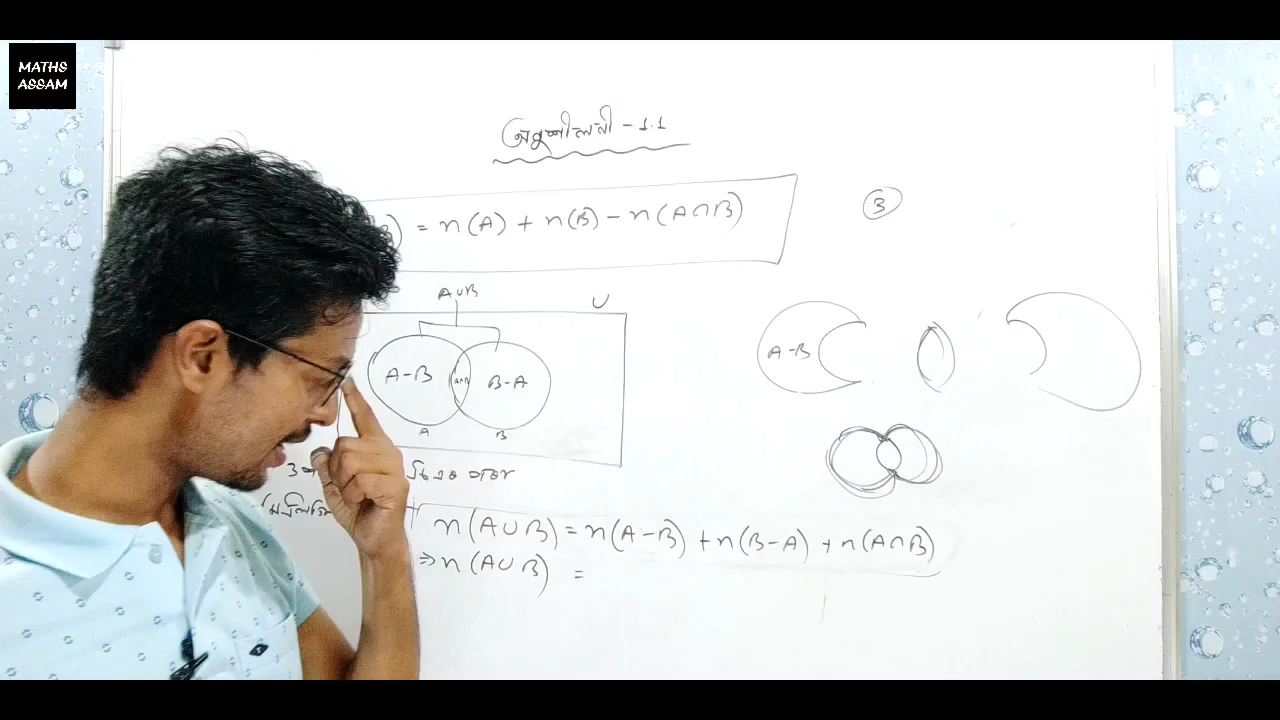 MATHS
ASSAM
অনুশীলনী - 1.1
= n(A) + n(B) - n(A∩B)
3
A∪B
U
A-B
A∩B
B-A
A
B
A-B
n(A∪B) = n(A-B) + n(B-A) + n(A∩B)
⇒ n(A∪B) =